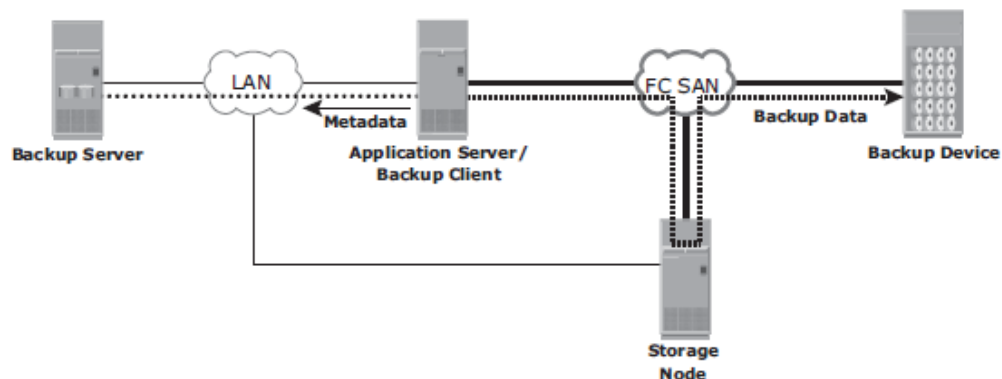 LAN
FC SAN
Metadata
Backup Data
Backup Server
Application Server/
Backup Client
Backup Device
Storage
Node